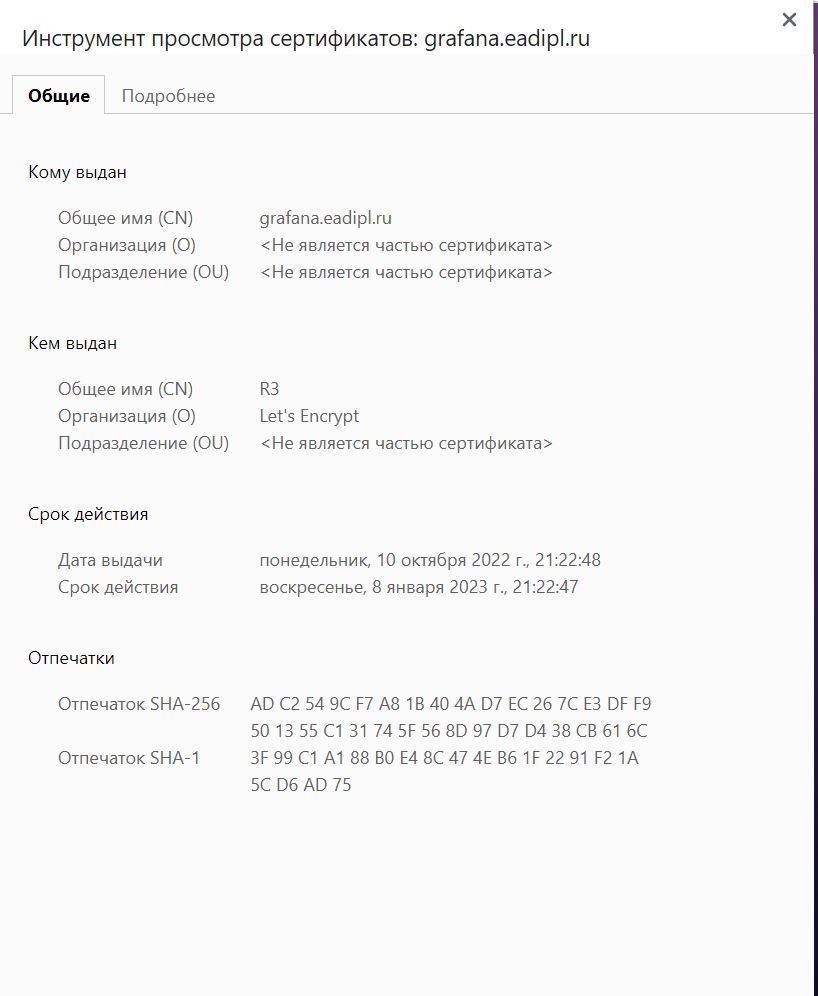 Инструмент просмотра сертификатов: grafana.eadipl.ru
Общие Подробнее
Кому выдан
Общее имя (CN) grafana.eadipl.ru
Организация (O) <Не является частью сертификата>
Подразделение (OU) <Не является частью сертификата>
Кем выдан
Общее имя (CN) R3
Организация (O) Let's Encrypt
Подразделение (OU) <Не является частью сертификата>
Срок действия
Дата выдачи понедельник, 10 октября 2022 г., 21:22:48
Срок действия воскресенье, 8 января 2023 г., 21:22:47
Отпечатки
Отпечаток SHA-256 AD C2 54 9C F7 A8 1B 40 4A D7 EC 26 7C E3 DF F9
50 13 55 C1 31 74 5F 56 8D 97 D7 D4 38 CB 61 6C
Отпечаток SHA-1 3F 99 C1 A1 88 B0 E4 8C 47 4E B6 1F 22 91 F2 1A
5C D6 AD 75